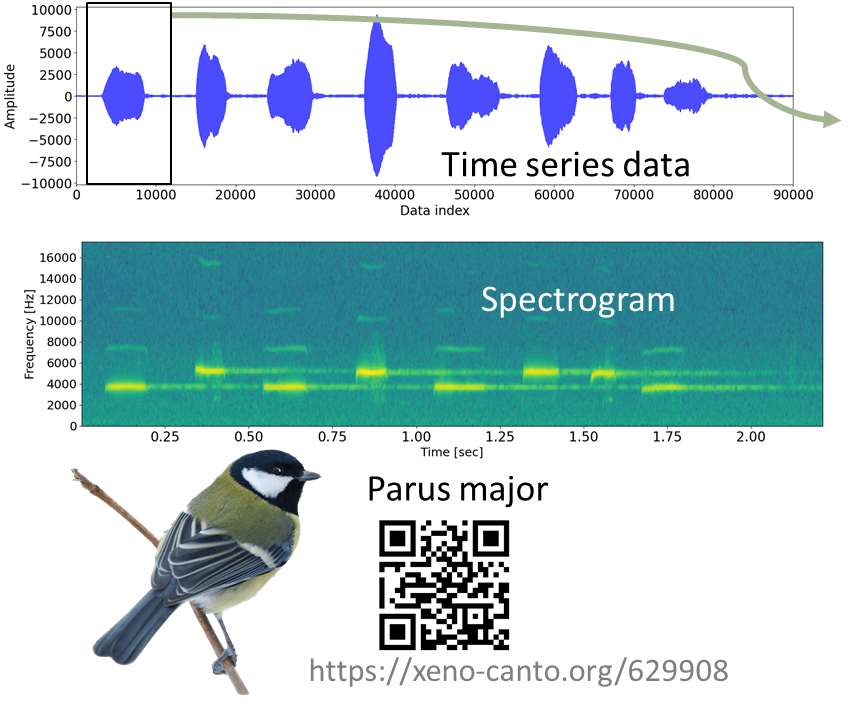 10000
7500
5000
2500
0
−2500
−5000
−7500
−10000
Amplitude
Time series data
0 10000 20000 30000 40000 50000 60000 70000 80000 90000
Data index
16000
14000
12000
10000
8000
6000
4000
2000
0
Frequency [Hz]
Spectrogram
0.25 0.50 0.75 1.00 1.25 1.50 1.75 2.00
Time [sec]
Parus major
https://xeno-canto.org/629908